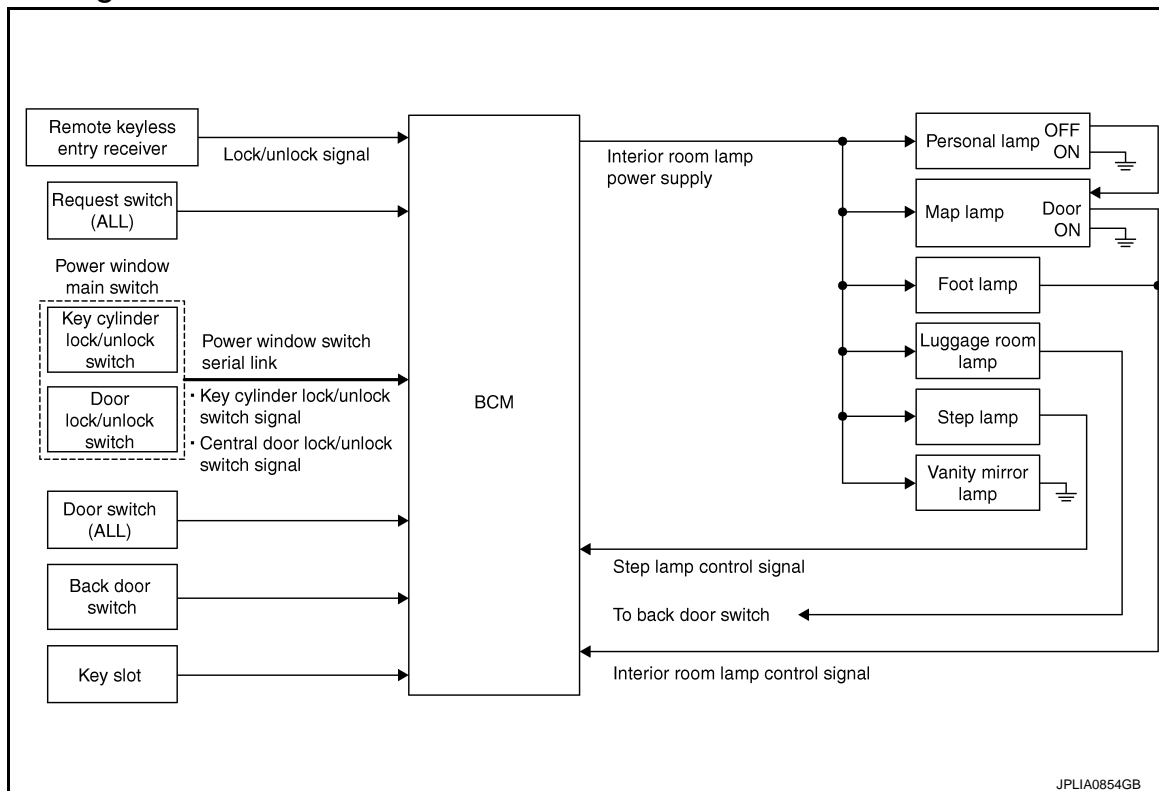 Remote keyless
entry receiver
Lock/unlock signal
Request switch
(ALL)
Power window
main switch
Key cylinder
lock/unlock
switch
Door
lock/unlock
switch
Power window switch
serial link
· Key cylinder lock/unlock
switch signal
· Central door lock/unlock
switch signal
Door switch
(ALL)
Back door
switch
Key slot
BCM
Interior room lamp
power supply
Personal lamp
OFF
ON
Map lamp
Door
ON
Foot lamp
Luggage room
lamp
Step lamp
Vanity mirror
lamp
Step lamp control signal
To back door switch
Interior room lamp control signal
JPLIA0854GB